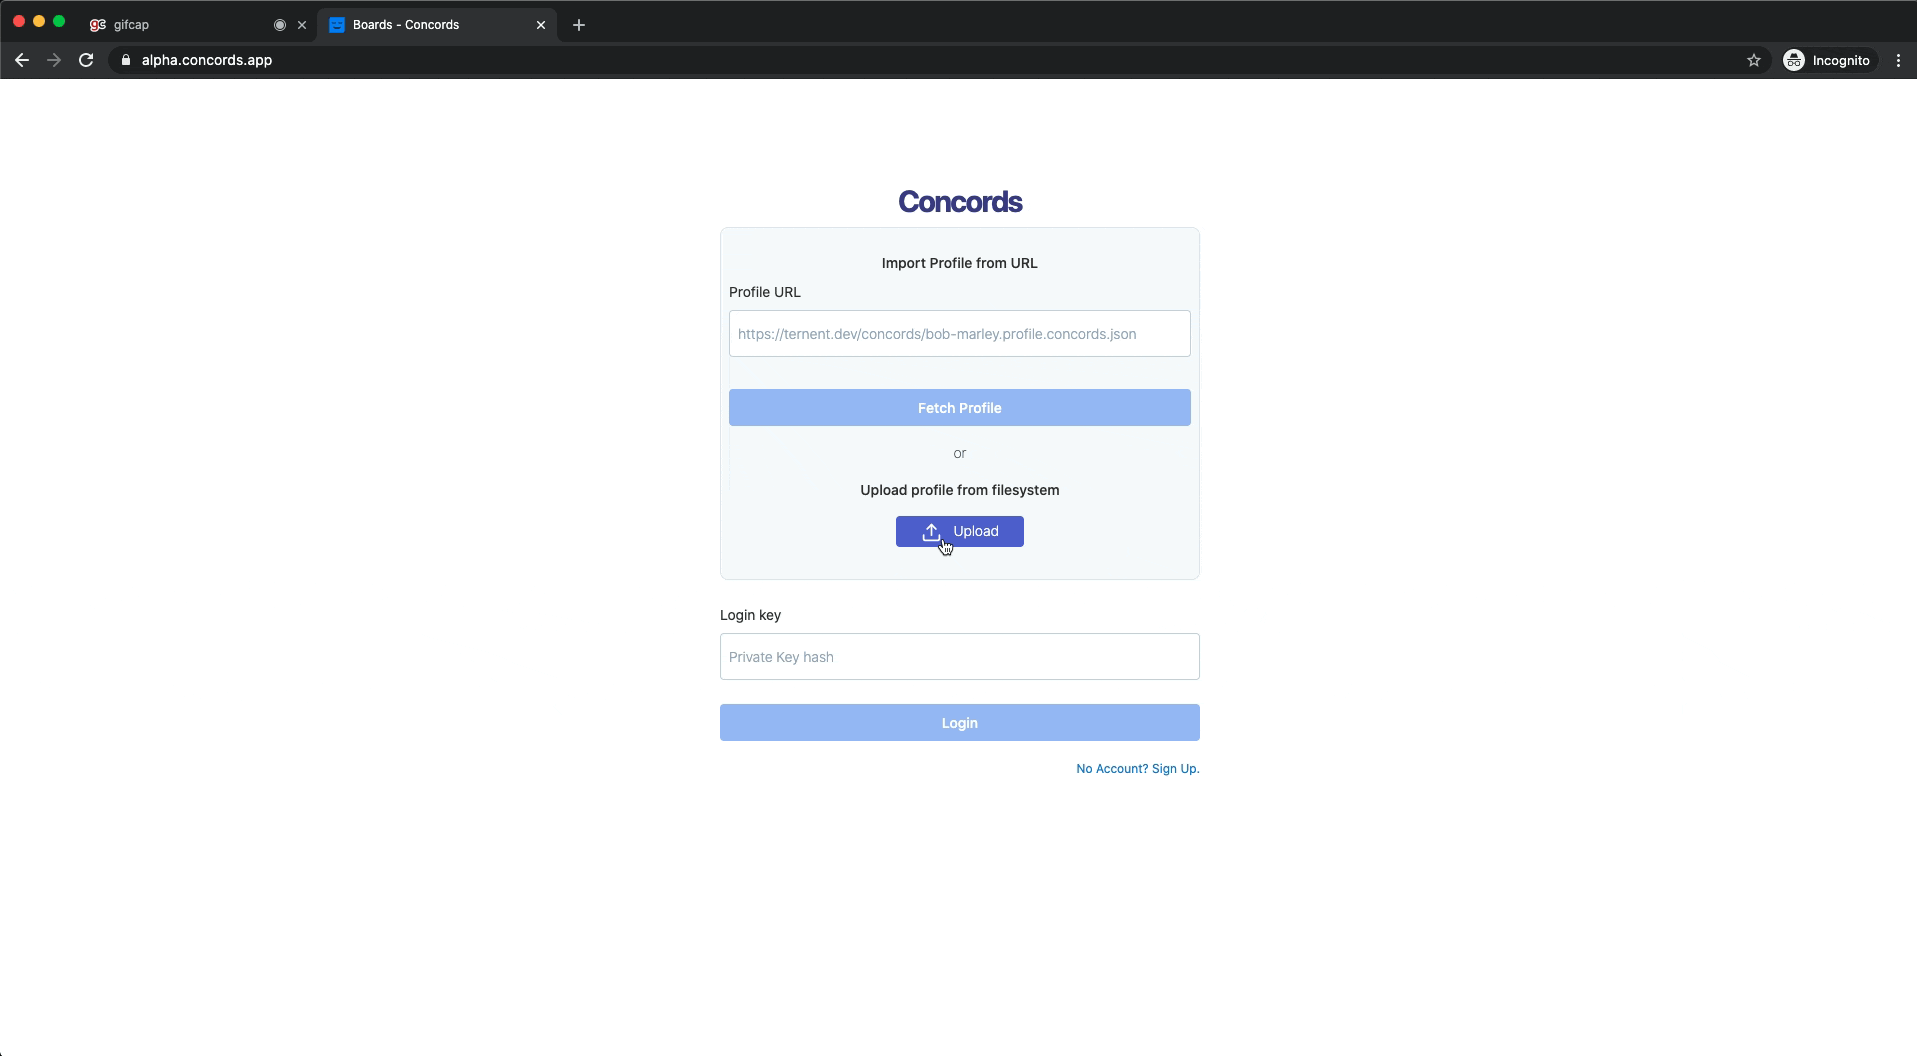 gc gifcap
Boards - Concords
alpha.concords.app
Incognito
Concords
Import Profile from URL
Profile URL
https://ternent.dev/concords/bob-marley.profile.concords.json
Fetch Profile
or
Upload profile from filesystem
Upload
Login key
Private Key hash
Login
No Account? Sign Up.